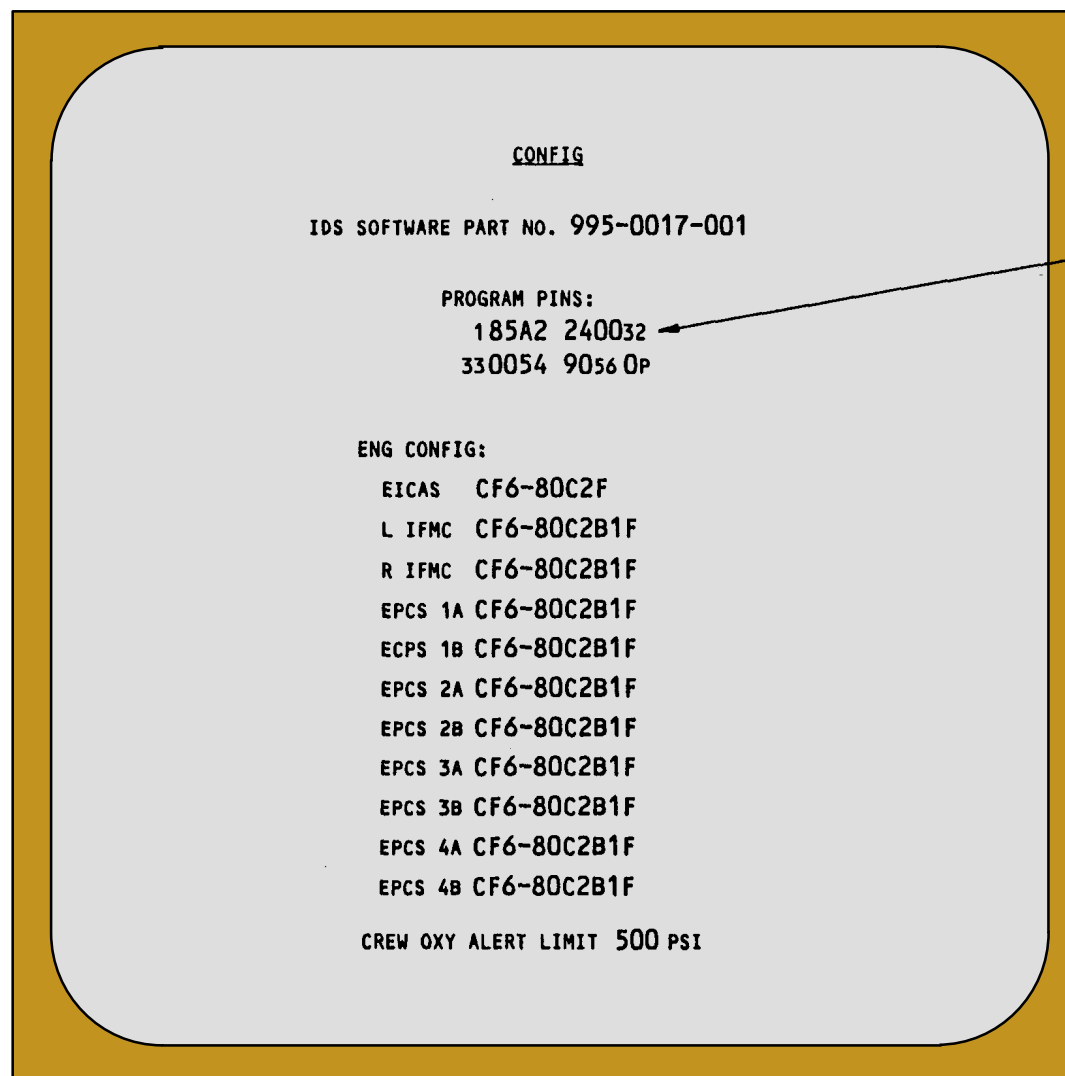 CONFIG
IDS SOFTWARE PART NO. 995-0017-001
PROGRAM PINS:
185A2 240032
330054 9056 0P
ENG CONFIG:
EICAS CF6-80C2F
L IFMC CF6-80C2B1F
R IFMC CF6-80C2B1F
EPCS 1A CF6-80C2B1F
ECPS 1B CF6-80C2B1F
EPCS 2A CF6-80C2B1F
EPCS 2B CF6-80C2B1F
EPCS 3A CF6-80C2B1F
EPCS 3B CF6-80C2B1F
EPCS 4A CF6-80C2B1F
EPCS 4B CF6-80C2B1F
CREW OXY ALERT LIMIT 500 PSI